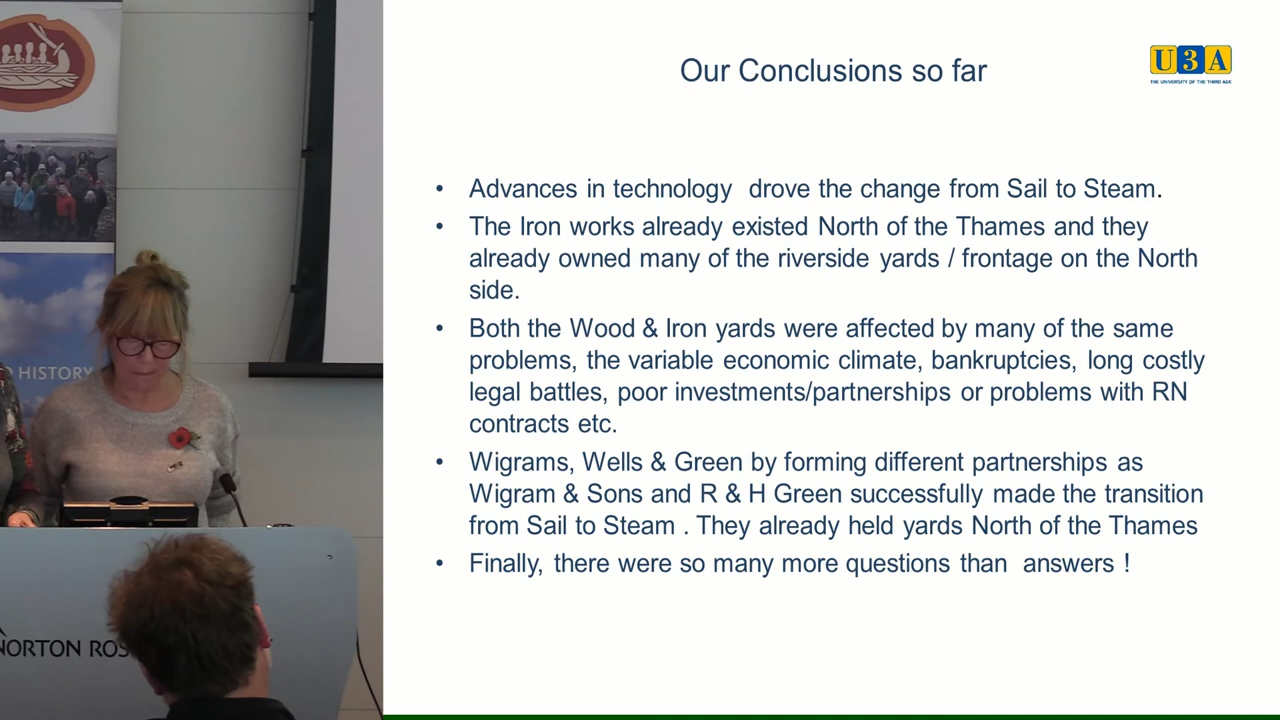 Our Conclusions so far
U3A
THE UNIVERSITY OF THE THIRD AGE
• Advances in technology drove the change from Sail to Steam.
• The Iron works already existed North of the Thames and they
already owned many of the riverside yards / frontage on the North
side.
• Both the Wood & Iron yards were affected by many of the same
problems, the variable economic climate, bankruptcies, long costly
legal battles, poor investments/partnerships or problems with RN
contracts etc.
• Wigrams, Wells & Green by forming different partnerships as
Wigram & Sons and R & H Green successfully made the transition
from Sail to Steam . They already held yards North of the Thames
• Finally, there were so many more questions than answers !
HISTORY
NORTON ROS